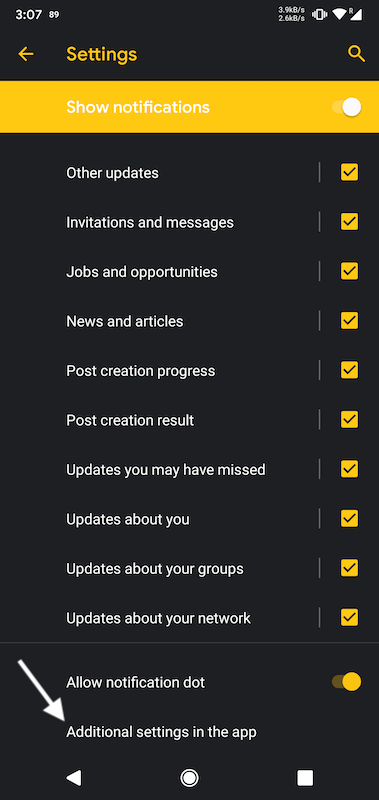 3:07 89 3.9kB/s
2.6kB/s R
Settings
Show notifications
Other updates
Invitations and messages
Jobs and opportunities
News and articles
Post creation progress
Post creation result
Updates you may have missed
Updates about you
Updates about your groups
Updates about your network
Allow notification dot
Additional settings in the app